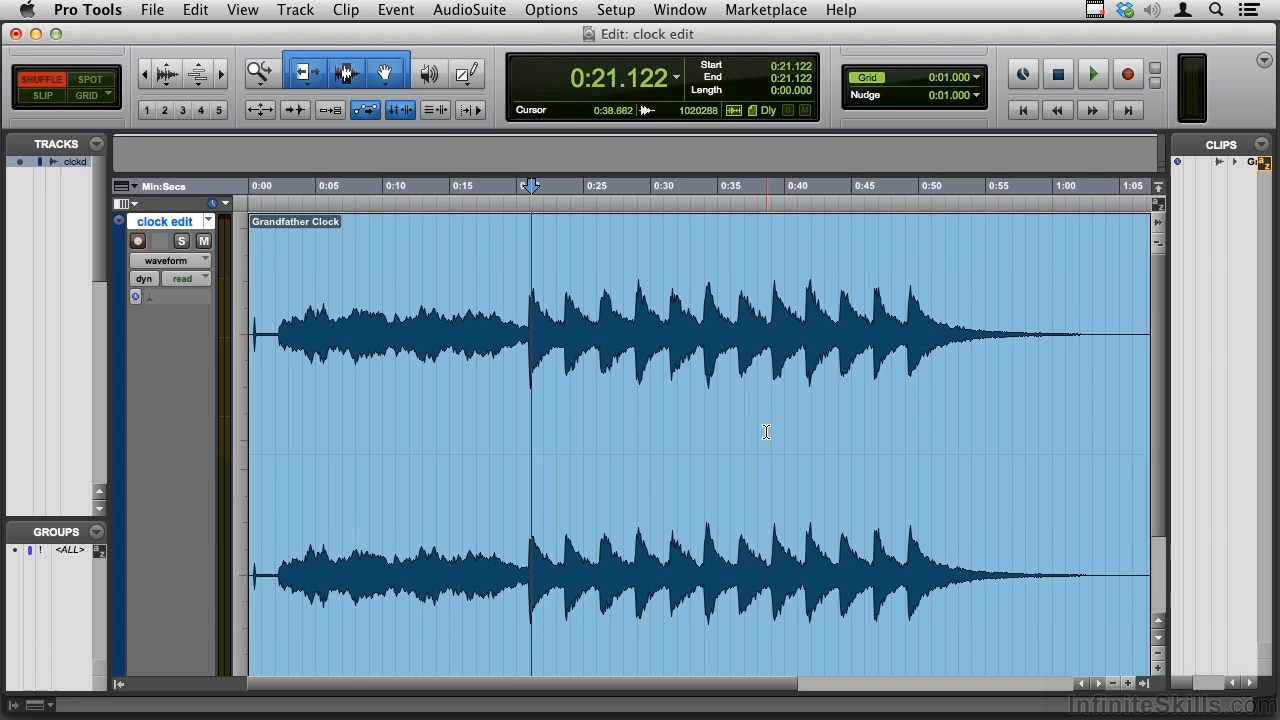 Pro Tools File Edit View Track Clip Event AudioSuite Options Setup Window Marketplace Help
Edit: clock edit
SHUFFLE SPOT
SLIP GRID
1 2 3 4 5
0:21.122
Start 0:21.122
End 0:21.122
Length 0:00.000
Cursor 0:38.662 1020288 Dly S M
Grid 0:01.000
Nudge 0:01.000
TRACKS
clckd
CLIPS
Gr
Min:Secs
0:00 0:05 0:10 0:15 0:25 0:30 0:35 0:40 0:45 0:50 0:55 1:00 1:05
clock edit
S M
waveform
dyn read
Grandfather Clock
GROUPS
! <ALL>
a z
InfiniteSkills.com